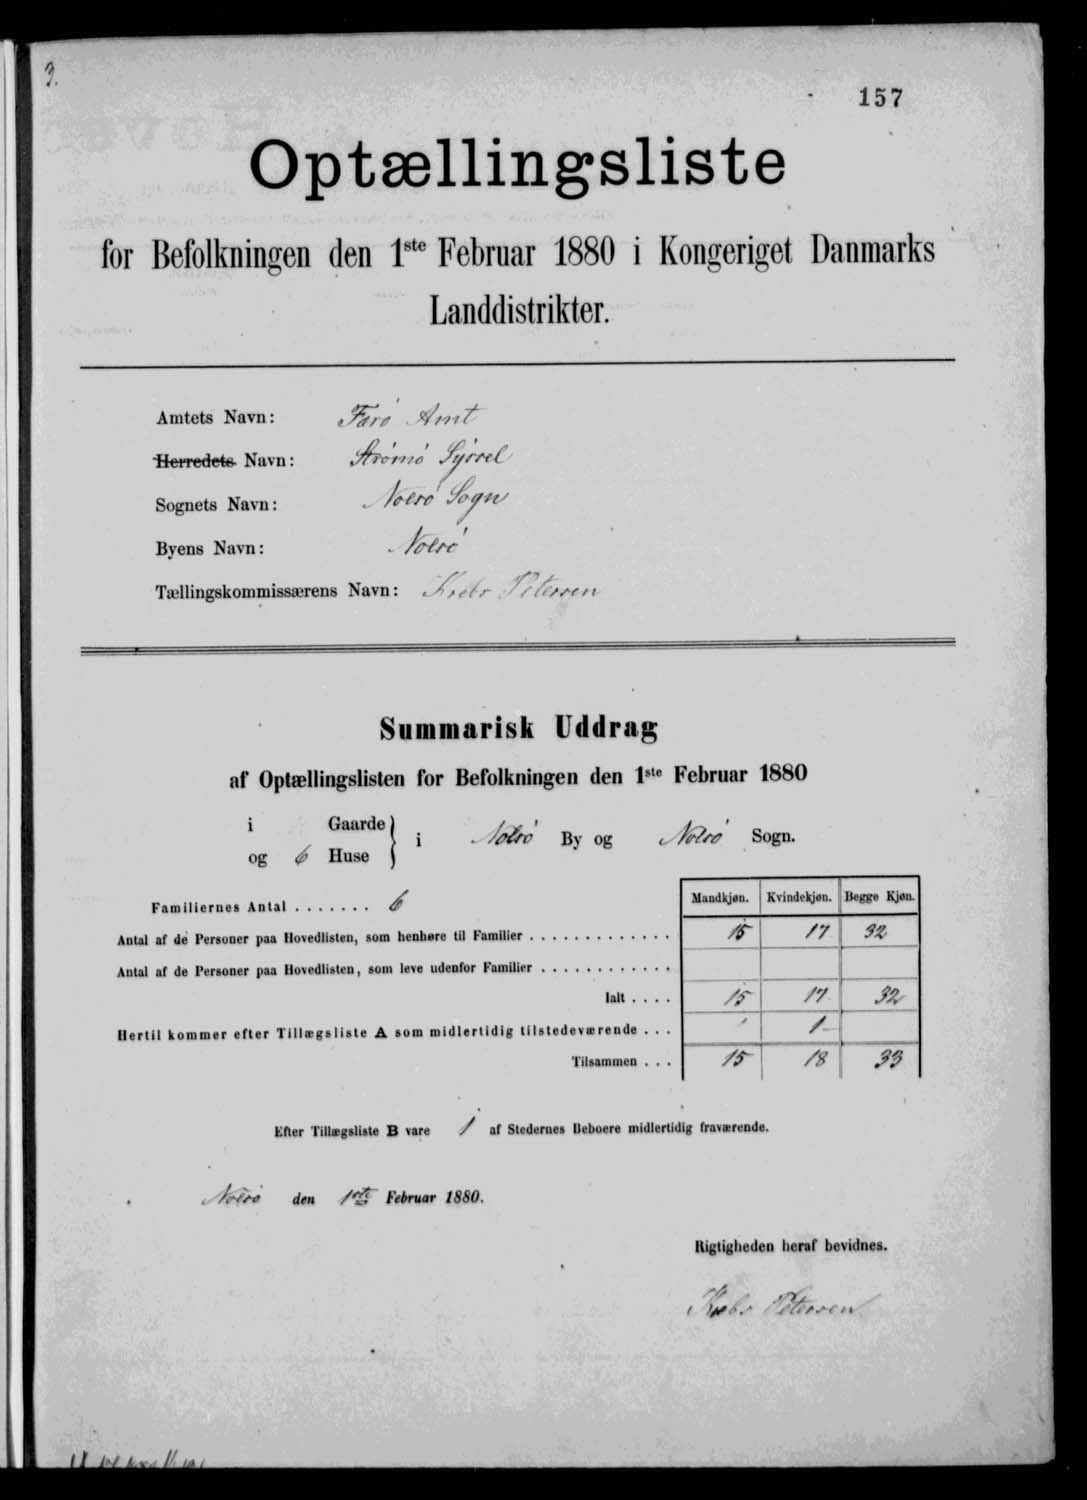 3.
157
Optællingsliste
for Befolkningen den 1ste Februar 1880 i Kongeriget Danmarks
Landdistrikter.
Amtets Navn: Færø Amt
Herredets Navn: Strømø Syssel
Sognets Navn: Nolsø Sogn
Byens Navn: Nolsø
Tællingskommissærens Navn: Krebs Petersen
Summarisk Uddrag
af Optællingslisten for Befolkningen den 1ste Februar 1880
i Gaarde
og 6 Huse
i Nolsø By og Nolsø Sogn.
Mandkjøn. Kvindekjøn. Begge Kjøn.
Familiernes Antal ....... 6
Antal af de Personer paa Hovedlisten, som henhøre til Familier ............. 15 17 32
Antal af de Personer paa Hovedlisten, som leve udenfor Familier ............
Ialt .... 15 17 32
Hertil kommer efter Tillægsliste A som midlertidig tilstedeværende ... 1
Tilsammen ... 15 18 33
Efter Tillægsliste B vare 1 af Stedernes Beboere midlertidig fraværende.
Nolsø den 1ste Februar 1880.
Rigtigheden heraf bevidnes.
Krebs Petersen